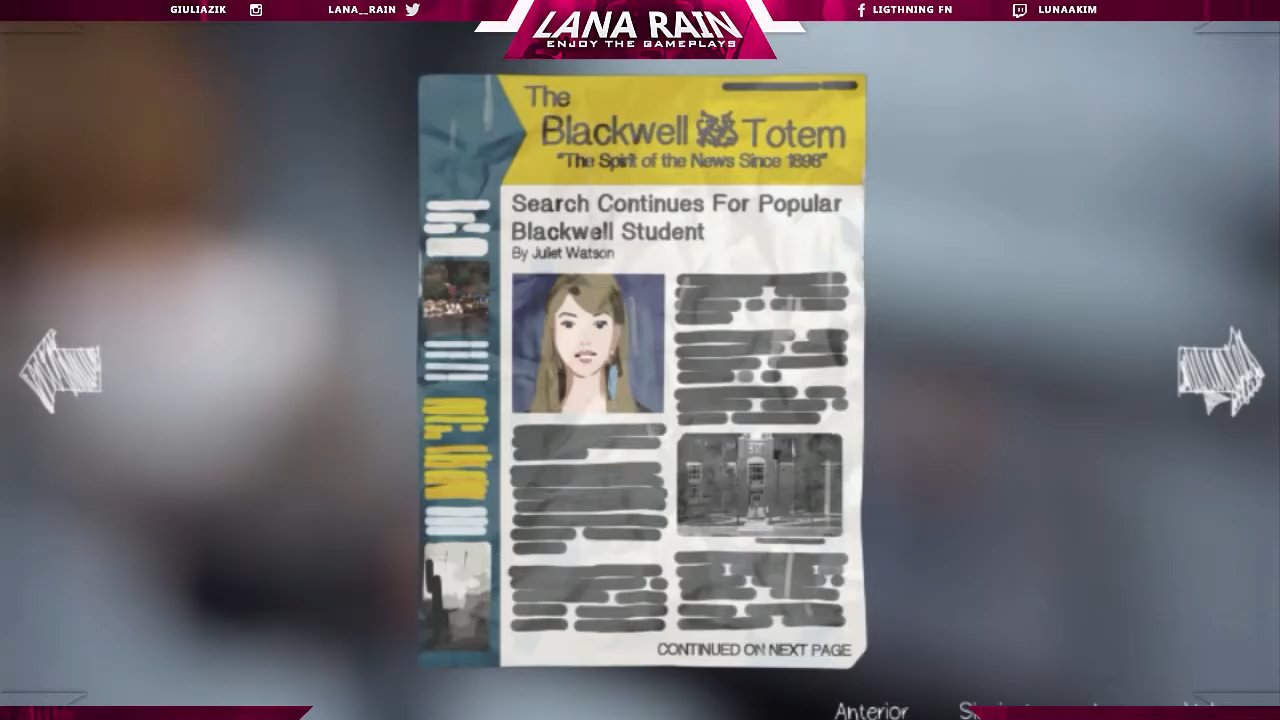 GIULIAZIK
LANA__RAIN
LANA RAIN
ENJOY THE GAMEPLAYS
LIGTHNING FN
LUNAAKIM
The
Blackwell Totem
"The Spirit of the News Since 1898"
Search Continues For Popular
Blackwell Student
By Juliet Watson
CONTINUED ON NEXT PAGE
Anterior